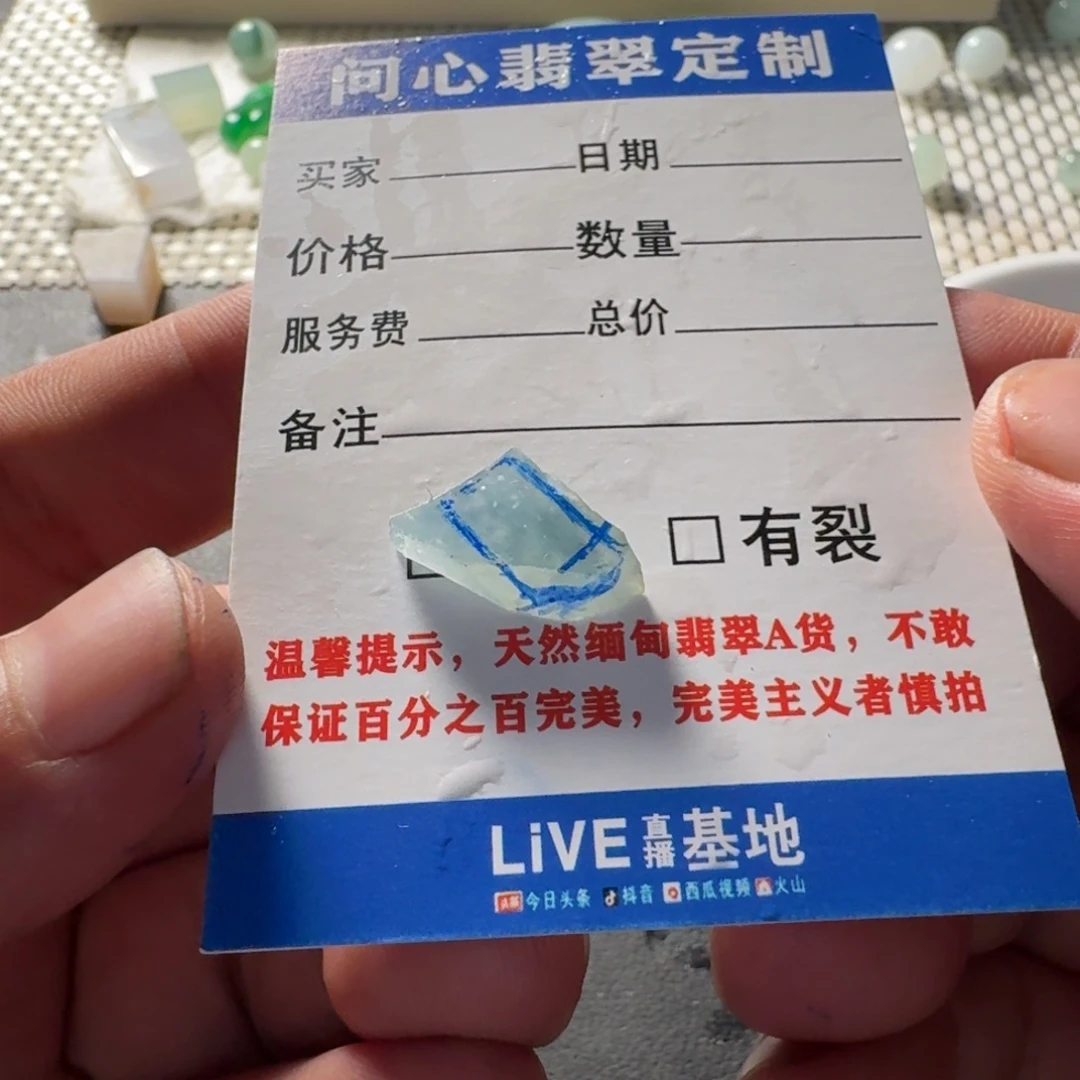 问心翡翠定制
买家 日期
价格 数量
服务费 总价
备注
有裂
温馨提示，天然缅甸翡翠A货，不敢
保证百分之百完美，完美主义者慎拍
LiVE直播基地
头条 今日头条 抖音 西瓜视频 火山